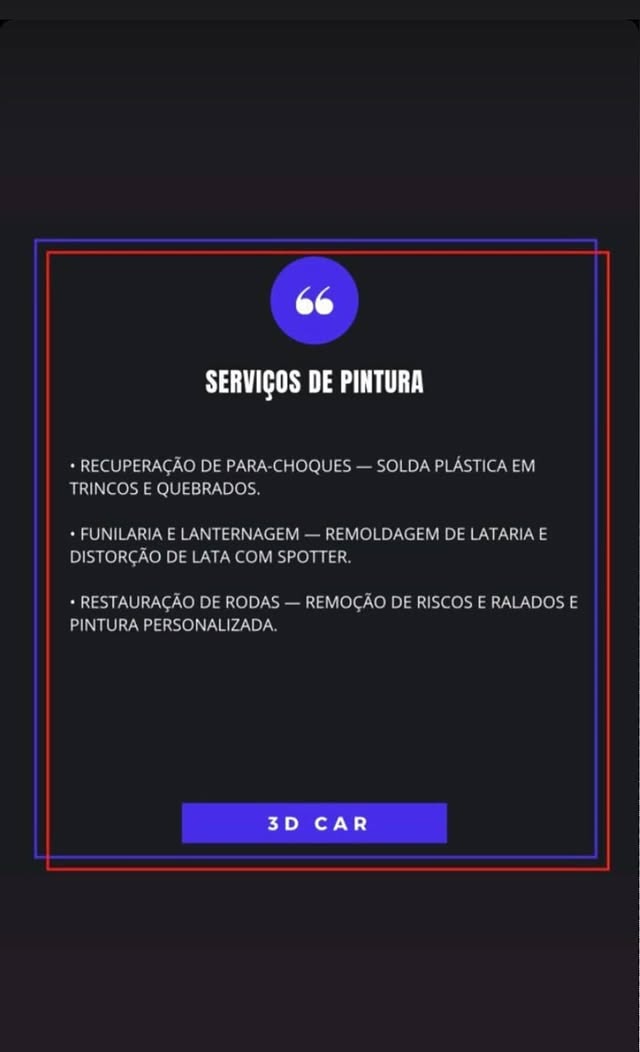 SERVIÇOS DE PINTURA
• RECUPERAÇÃO DE PARA-CHOQUES — SOLDA PLÁSTICA EM
TRINCOS E QUEBRADOS.
• FUNILARIA E LANTERNAGEM — REMOLDAGEM DE LATARIA E
DISTORÇÃO DE LATA COM SPOTTER.
• RESTAURAÇÃO DE RODAS — REMOÇÃO DE RISCOS E RALADOS E
PINTURA PERSONALIZADA.
3D CAR